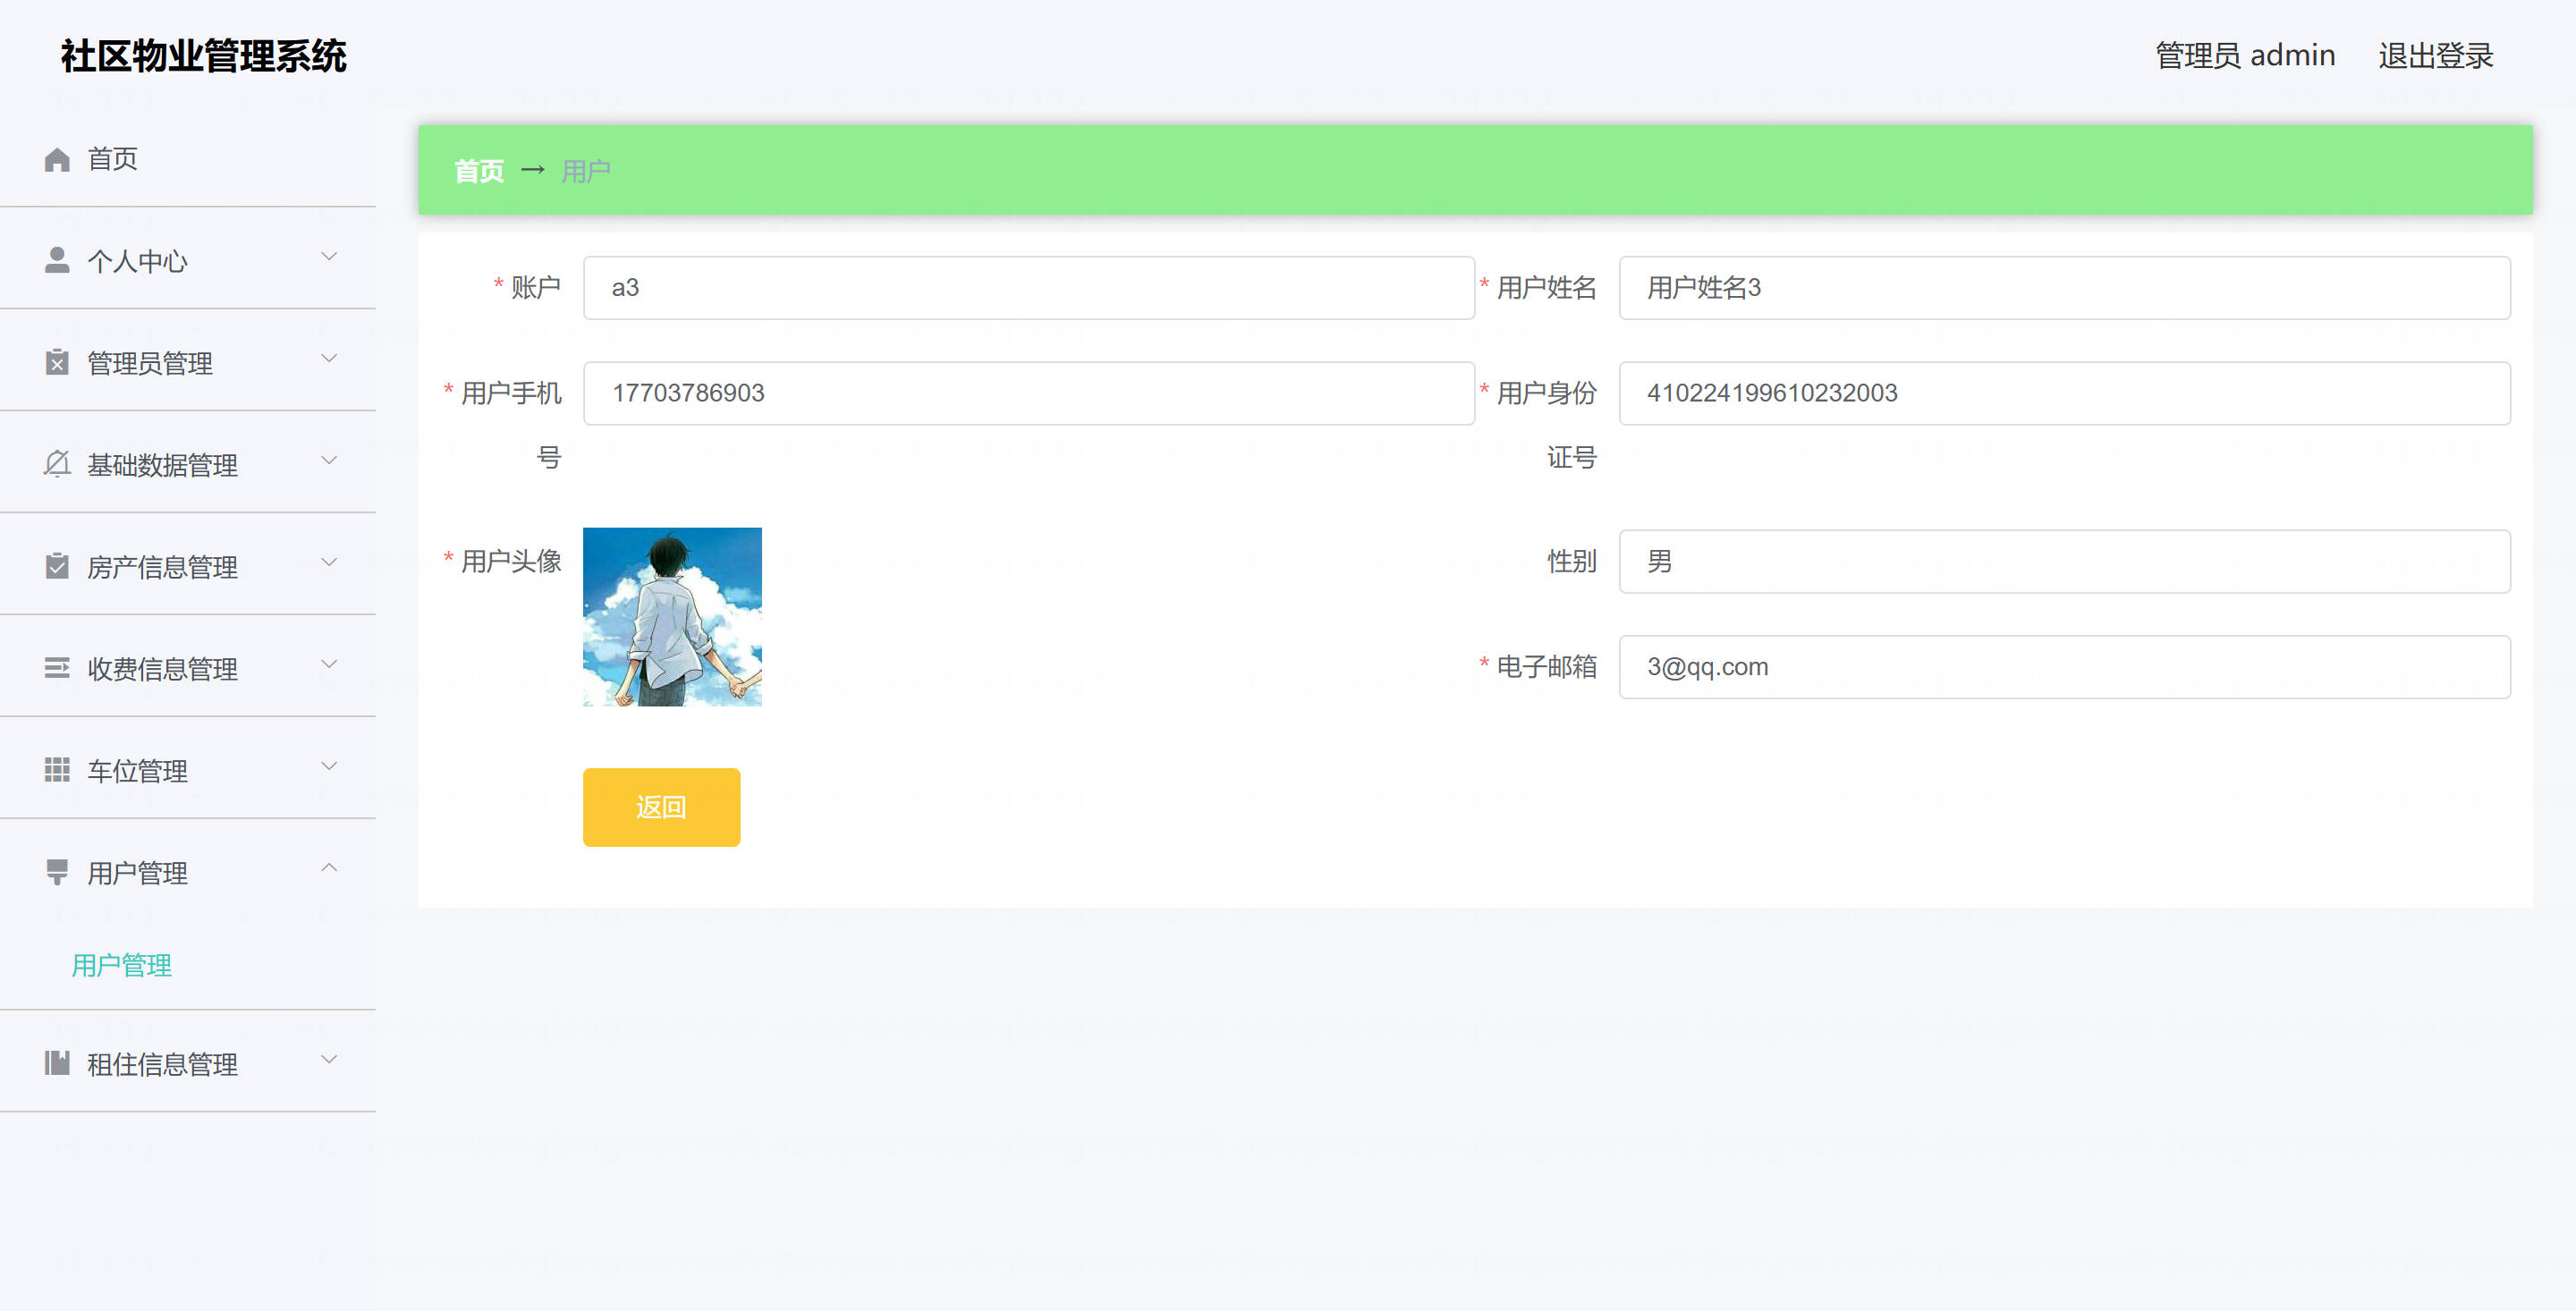 社区物业管理系统
管理员 admin 退出登录
首页
个人中心
管理员管理
基础数据管理
房产信息管理
收费信息管理
车位管理
用户管理
用户管理
租住信息管理
首页 → 用户
* 账户 a3
* 用户姓名 用户姓名3
* 用户手机号 17703786903
* 用户身份证号 410224199610232003
* 用户头像
性别 男
* 电子邮箱 3@qq.com
返回